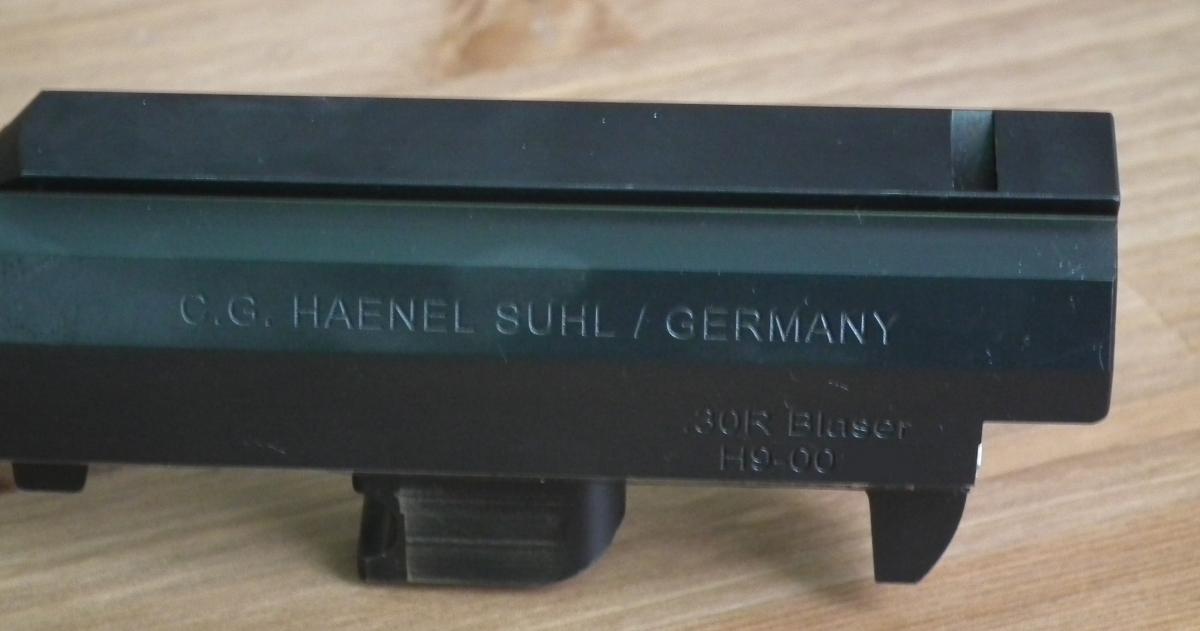 C.G. HAENEL SUHL / GERMANY
.30R Blaser
H9-00